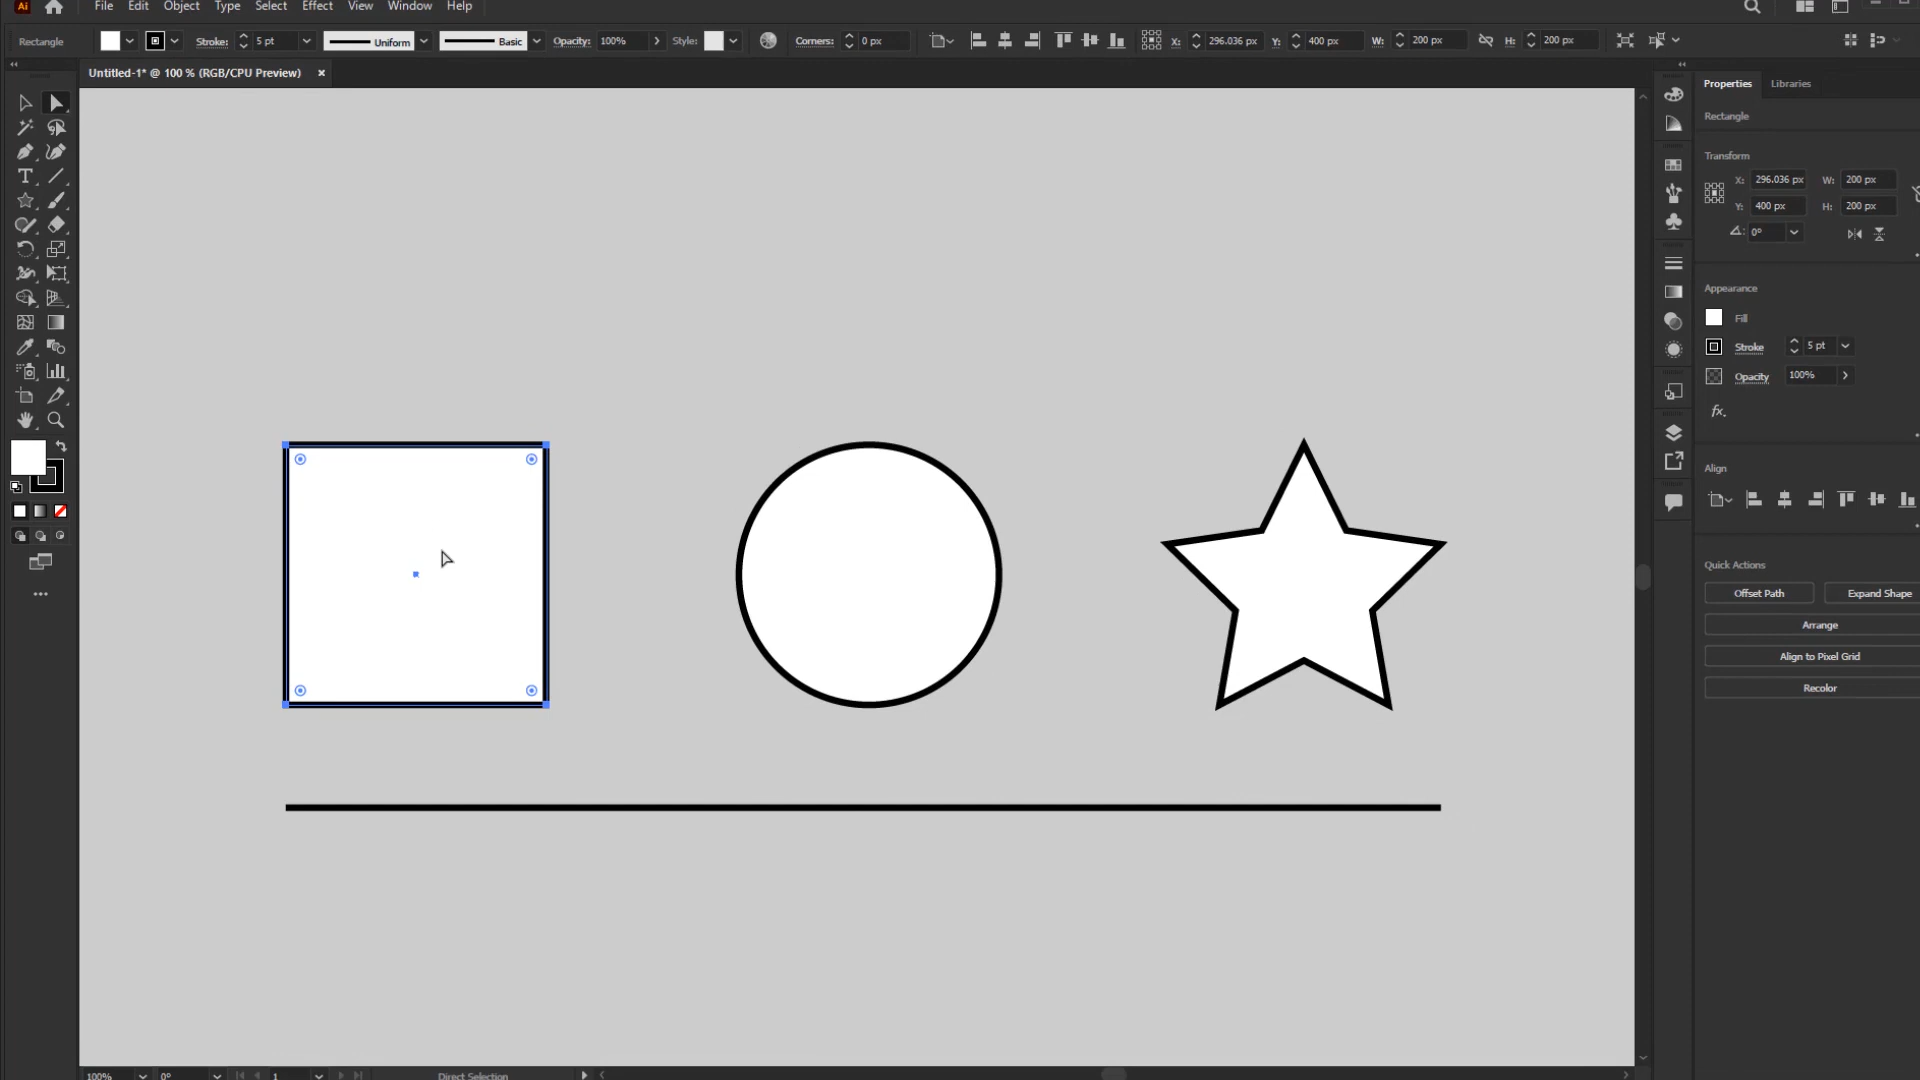 Ai File Edit Object Type Select Effect View Window Help
Rectangle Stroke: 5 pt Uniform Basic Opacity: 100% Style: Corners: 0 px X: 296.036 px Y: 400 px W: 200 px H: 200 px
Untitled-1* @ 100 % (RGB/CPU Preview) ×
Properties Libraries
Rectangle
Transform
X: 296.036 px W: 200 px
Y: 400 px H: 200 px
0°
Appearance
Fill
Stroke 5 pt
Opacity 100%
fx.
Align
Quick Actions
Offset Path Expand Shape
Arrange
Align to Pixel Grid
Recolor
100% 0° 1 Direct Selection